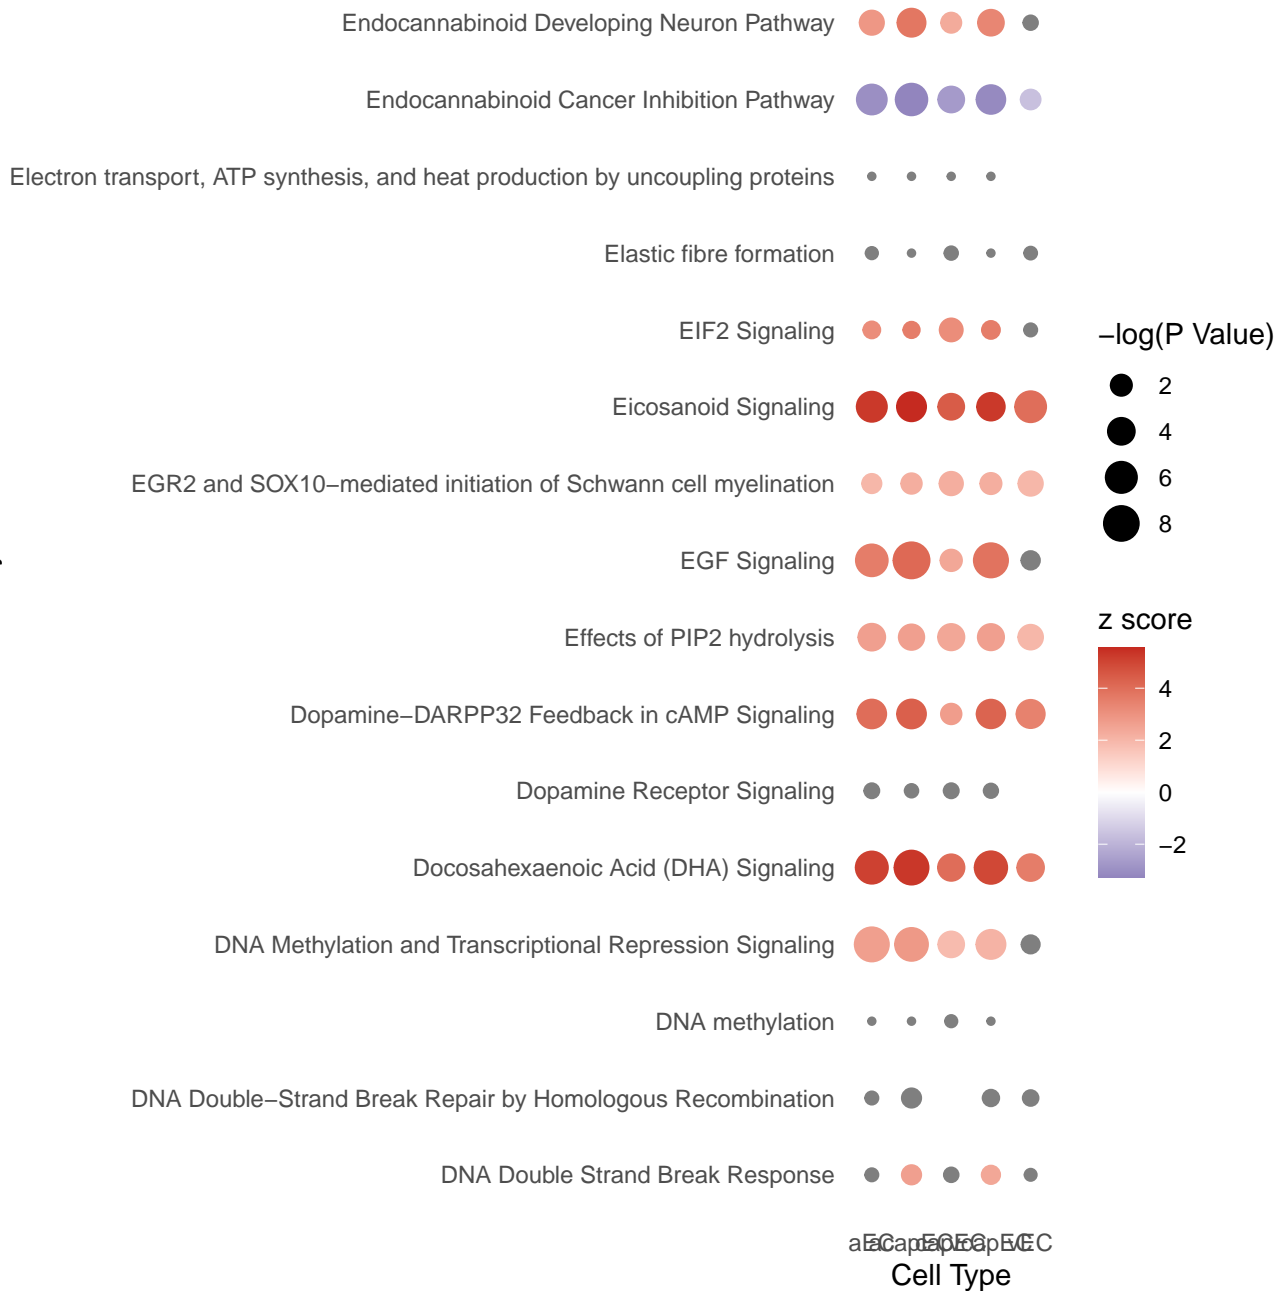 Endocannabinoid Developing Neuron Pathway
Endocannabinoid Cancer Inhibition Pathway
Electron transport, ATP synthesis, and heat production by uncoupling proteins
Elastic fibre formation
EIF2 Signaling
Eicosanoid Signaling
EGR2 and SOX10−mediated initiation of Schwann cell myelination
EGF Signaling
Effects of PIP2 hydrolysis
Dopamine−DARPP32 Feedback in cAMP Signaling
Dopamine Receptor Signaling
Docosahexaenoic Acid (DHA) Signaling
DNA Methylation and Transcriptional Repression Signaling
DNA methylation
DNA Double−Strand Break Repair by Homologous Recombination
DNA Double Strand Break Response
aEC
vEC
Cell Type
−log(P Value)
2
4
6
8
z score
4
2
0
−2